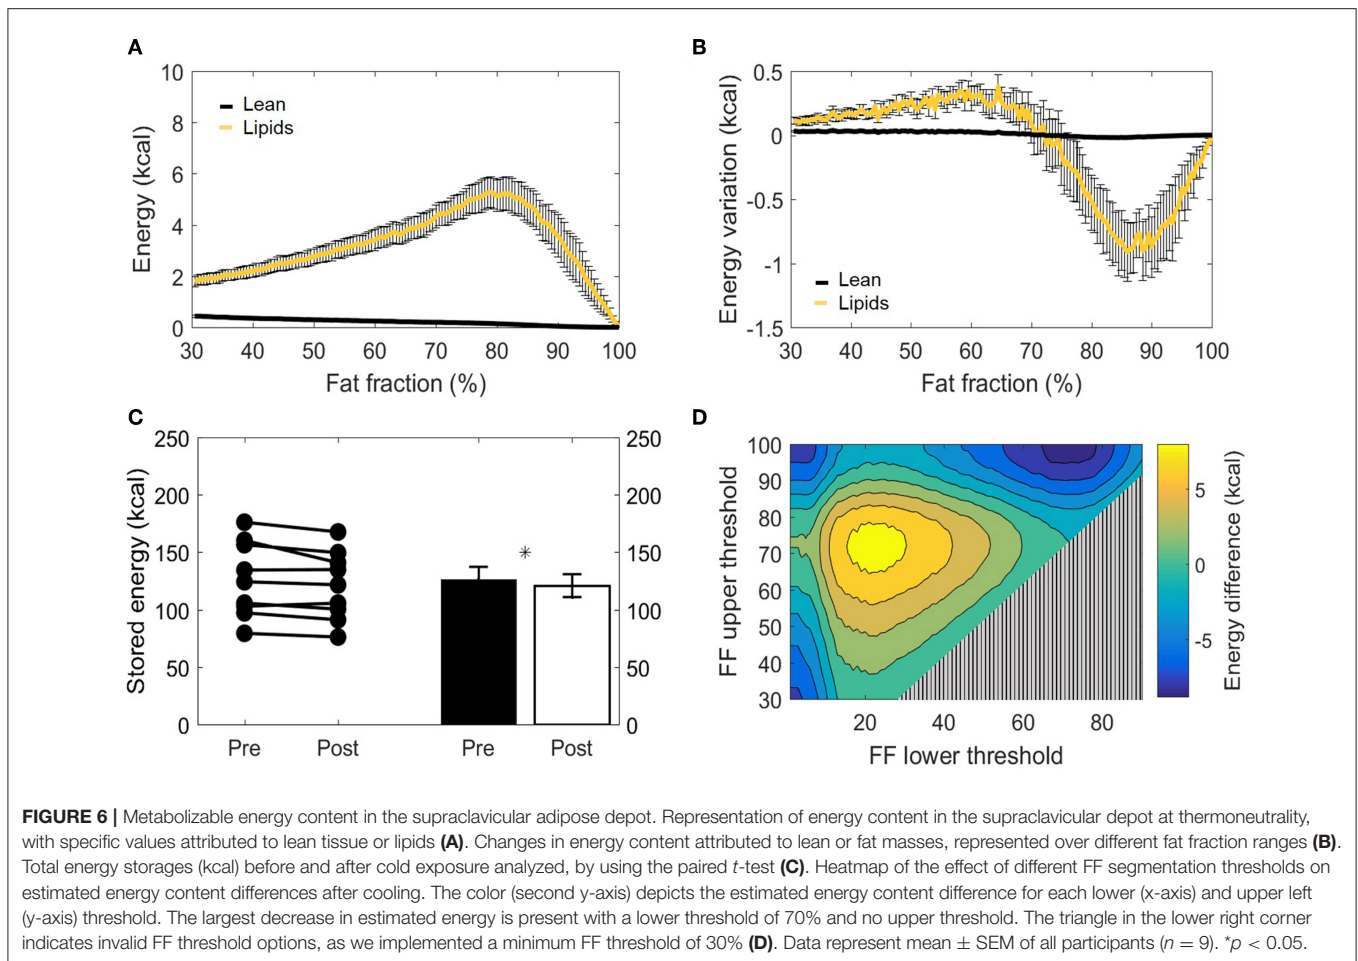 A
Energy (kcal)
10
8
6
4
2
0
Lean
Lipids
30 40 50 60 70 80 90 100
Fat fraction (%)
B
Energy variation (kcal)
0.5
0
-0.5
-1
-1.5
Lean
Lipids
30 40 50 60 70 80 90 100
Fat fraction (%)
C
Stored energy (kcal)
250 250
200 200
150 * 150
100 100
50 50
0 0
Pre Post Pre Post
D
FF upper threshold
100
90
80
70
60
50
40
30
20 40 60 80
FF lower threshold
5
0
-5
Energy difference (kcal)
FIGURE 6 | Metabolizable energy content in the supraclavicular adipose depot. Representation of energy content in the supraclavicular depot at thermoneutrality,
with specific values attributed to lean tissue or lipids (A). Changes in energy content attributed to lean or fat masses, represented over different fat fraction ranges (B).
Total energy storages (kcal) before and after cold exposure analyzed, by using the paired t-test (C). Heatmap of the effect of different FF segmentation thresholds on
estimated energy content differences after cooling. The color (second y-axis) depicts the estimated energy content difference for each lower (x-axis) and upper left
(y-axis) threshold. The largest decrease in estimated energy is present with a lower threshold of 70% and no upper threshold. The triangle in the lower right corner
indicates invalid FF threshold options, as we implemented a minimum FF threshold of 30% (D). Data represent mean ± SEM of all participants (n = 9). *p < 0.05.